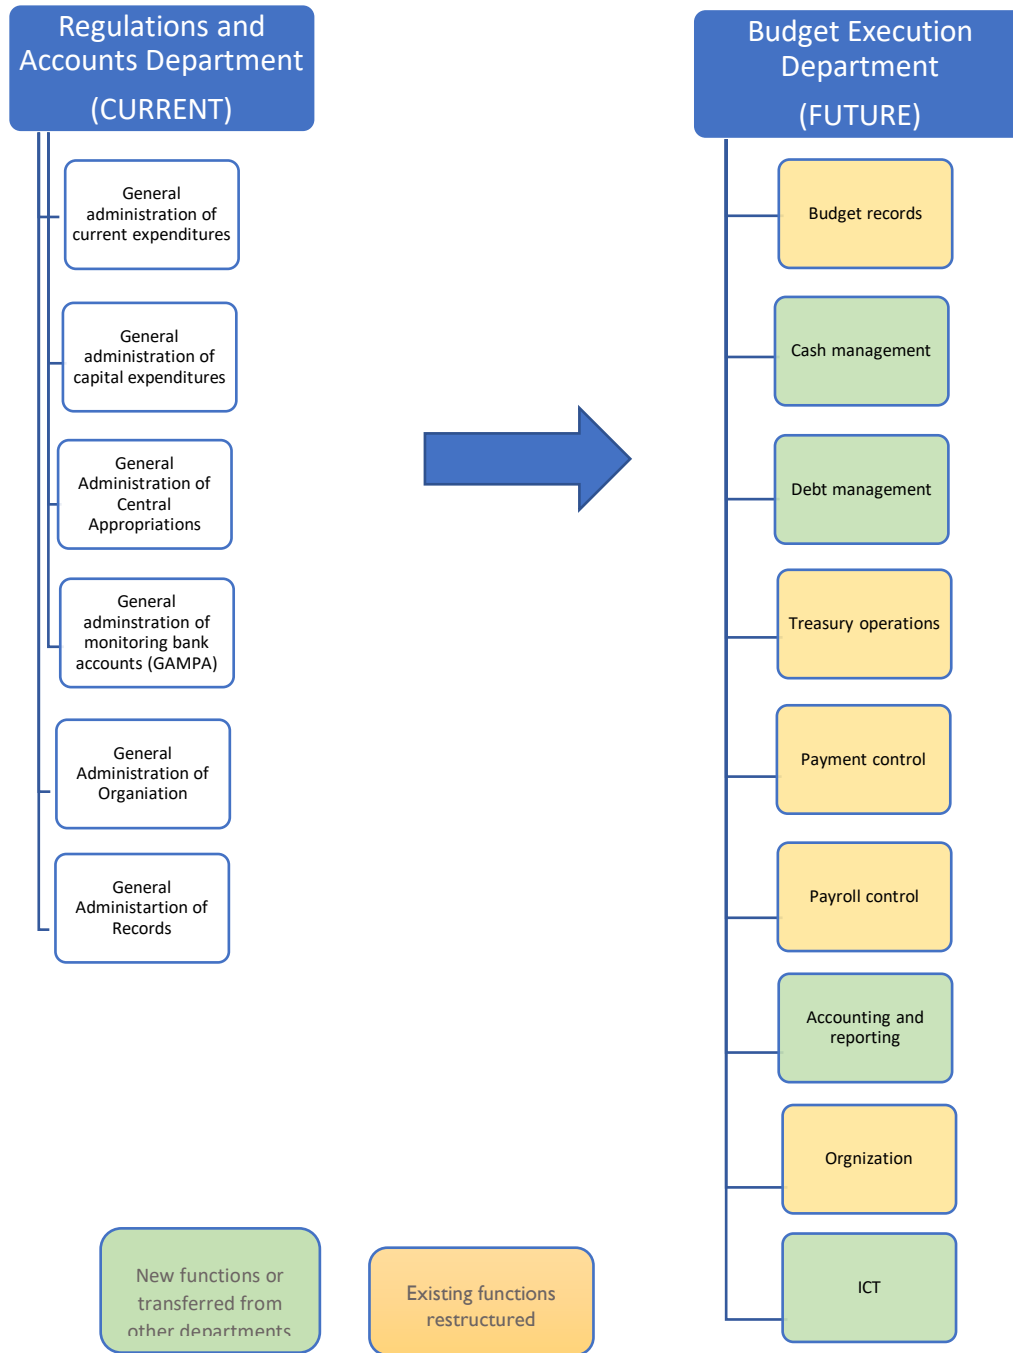 Regulations and
Accounts Department
(CURRENT)
General
administration of
current expenditures
General
administration of
capital expenditures
General
Administration of
Central
Appropriations
General
adminstration of
monitoring bank
accounts (GAMPA)
General
Administration of
Organiation
General
Administartion of
Records
Budget Execution
Department
(FUTURE)
Budget records
Cash management
Debt management
Treasury operations
Payment control
Payroll control
Accounting and
reporting
Orgnization
ICT
New functions or
transferred from
other departments
Existing functions
restructured